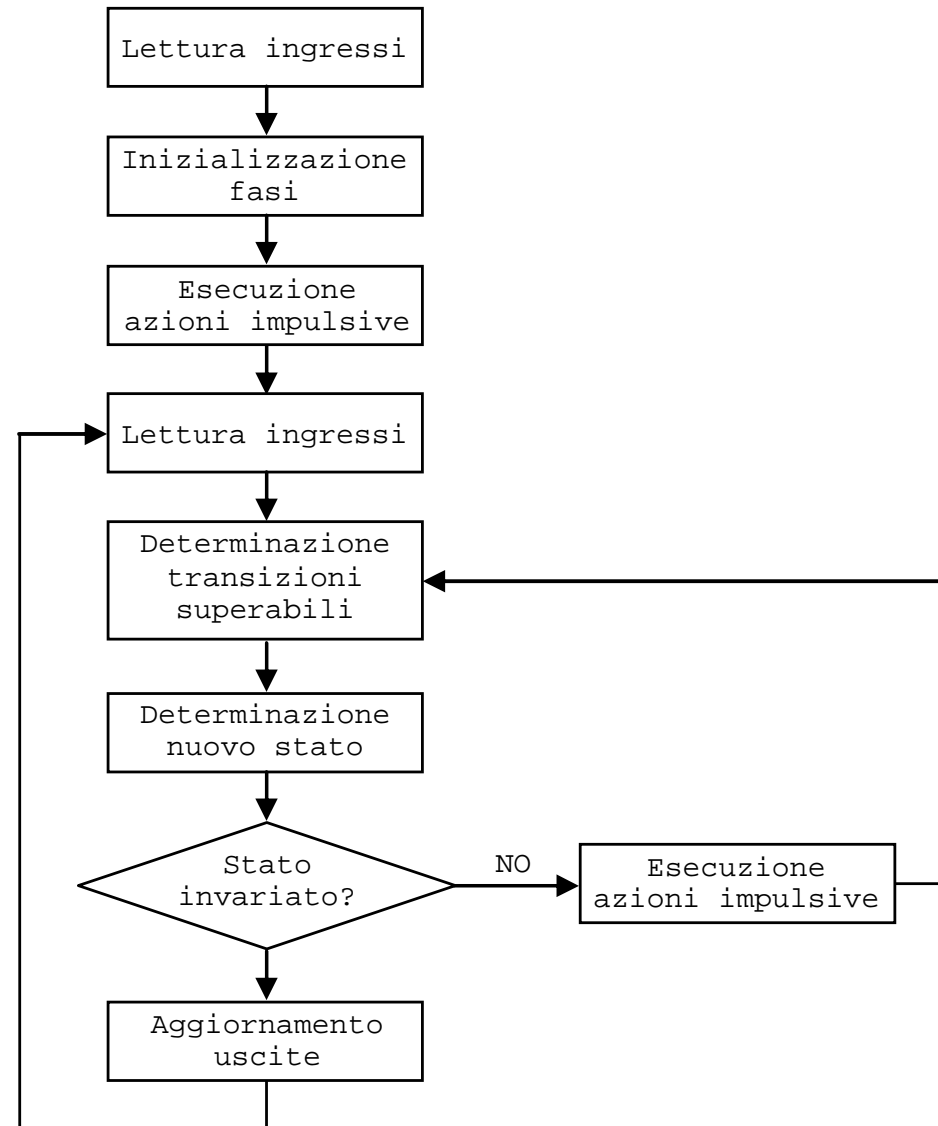 Lettura ingressi
Inizializzazione
fasi
Esecuzione
azioni impulsive
Lettura ingressi
Determinazione
transizioni
superabili
Determinazione
nuovo stato
Stato
invariato?
NO
Esecuzione
azioni impulsive
Aggiornamento
uscite